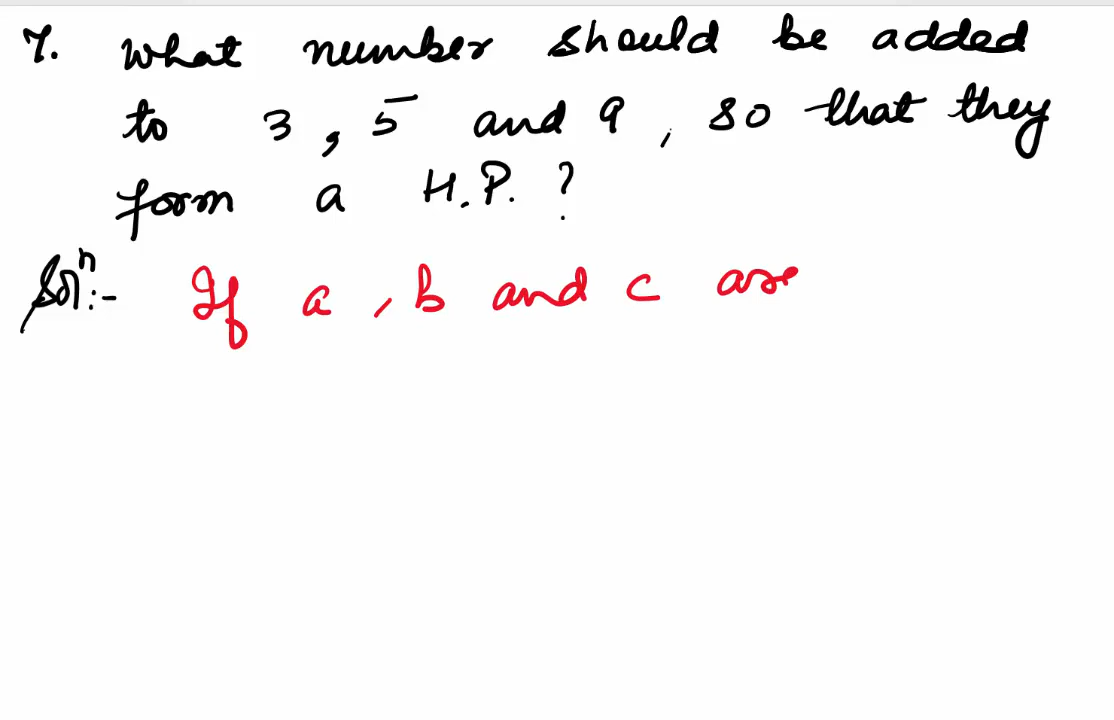 7. What number should be added
to 3, 5 and 9, so that they
form a H.P. ?
Solⁿ:- If a, b and c are